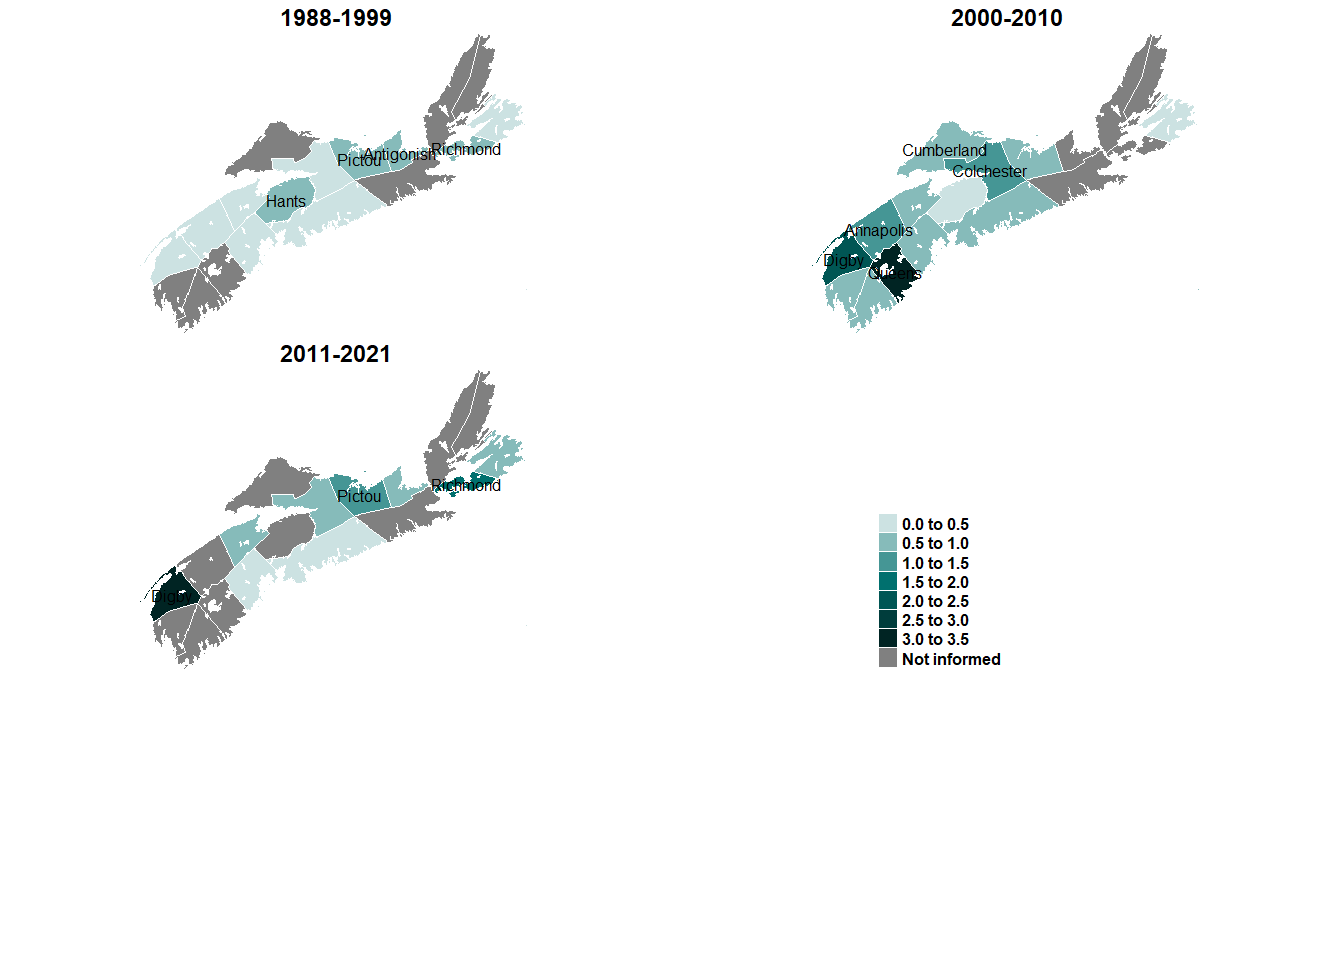 1988-1999
2000-2010
Antigonish
Richmond
Pictou
Hants
Cumberland
Colchester
Annapolis
Digby
Queens
2011-2021
Richmond
Pictou
Digby
0.0 to 0.5
0.5 to 1.0
1.0 to 1.5
1.5 to 2.0
2.0 to 2.5
2.5 to 3.0
3.0 to 3.5
Not informed